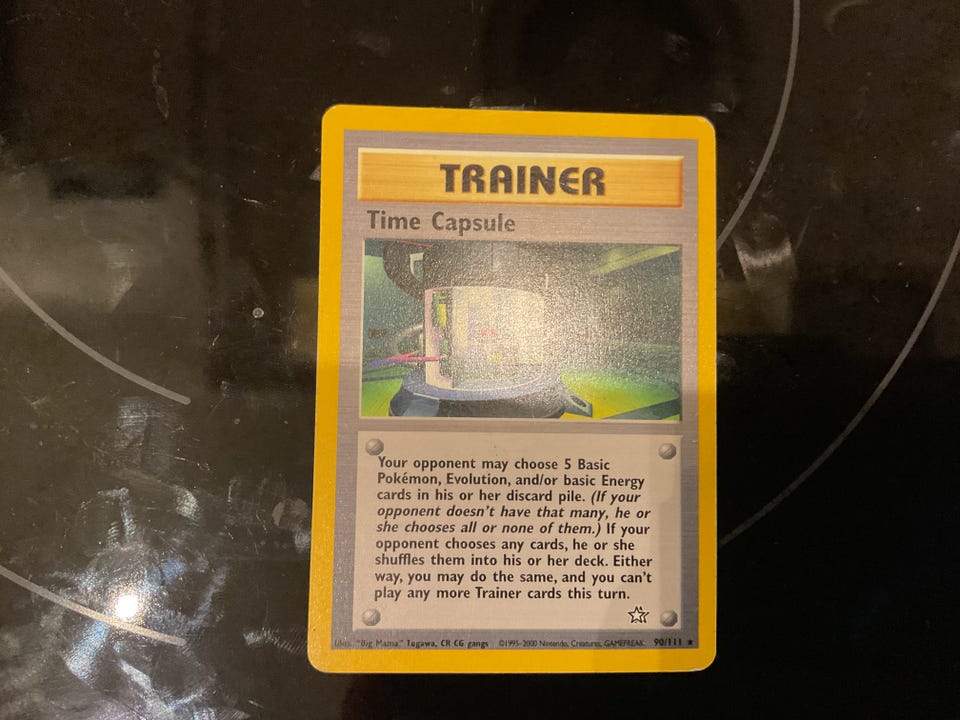 TRAINER
Time Capsule
Your opponent may choose 5 Basic
Pokémon, Evolution, and/or basic Energy
cards in his or her discard pile. (If your
opponent doesn't have that many, he or
she chooses all or none of them.) If your
opponent chooses any cards, he or she
shuffles them into his or her deck. Either
way, you may do the same, and you can't
play any more Trainer cards this turn.
Illus. "Big Mama" Togawa, CR CG gangs ©1995-2000 Nintendo, Creatures, GAMEFREAK. 90/111 ★